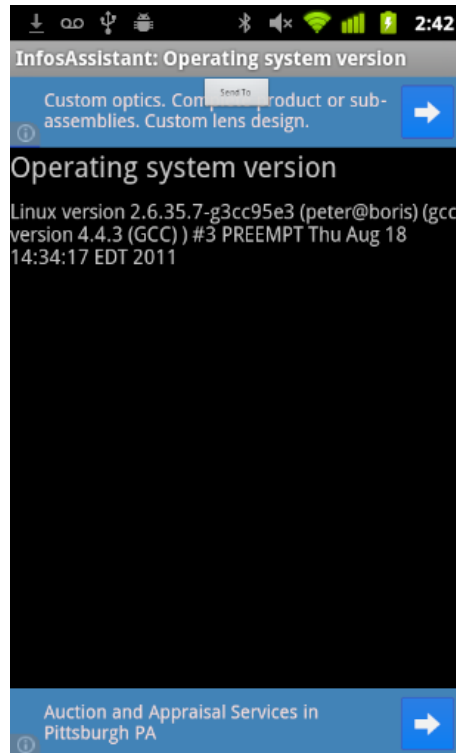 2:42
InfosAssistant: Operating system version
Custom optics. Com product or sub-
Send To
assemblies. Custom lens design.
Operating system version
Linux version 2.6.35.7-g3cc95e3 (peter@boris) (gcc
version 4.4.3 (GCC) ) #3 PREEMPT Thu Aug 18
14:34:17 EDT 2011
Auction and Appraisal Services in
Pittsburgh PA